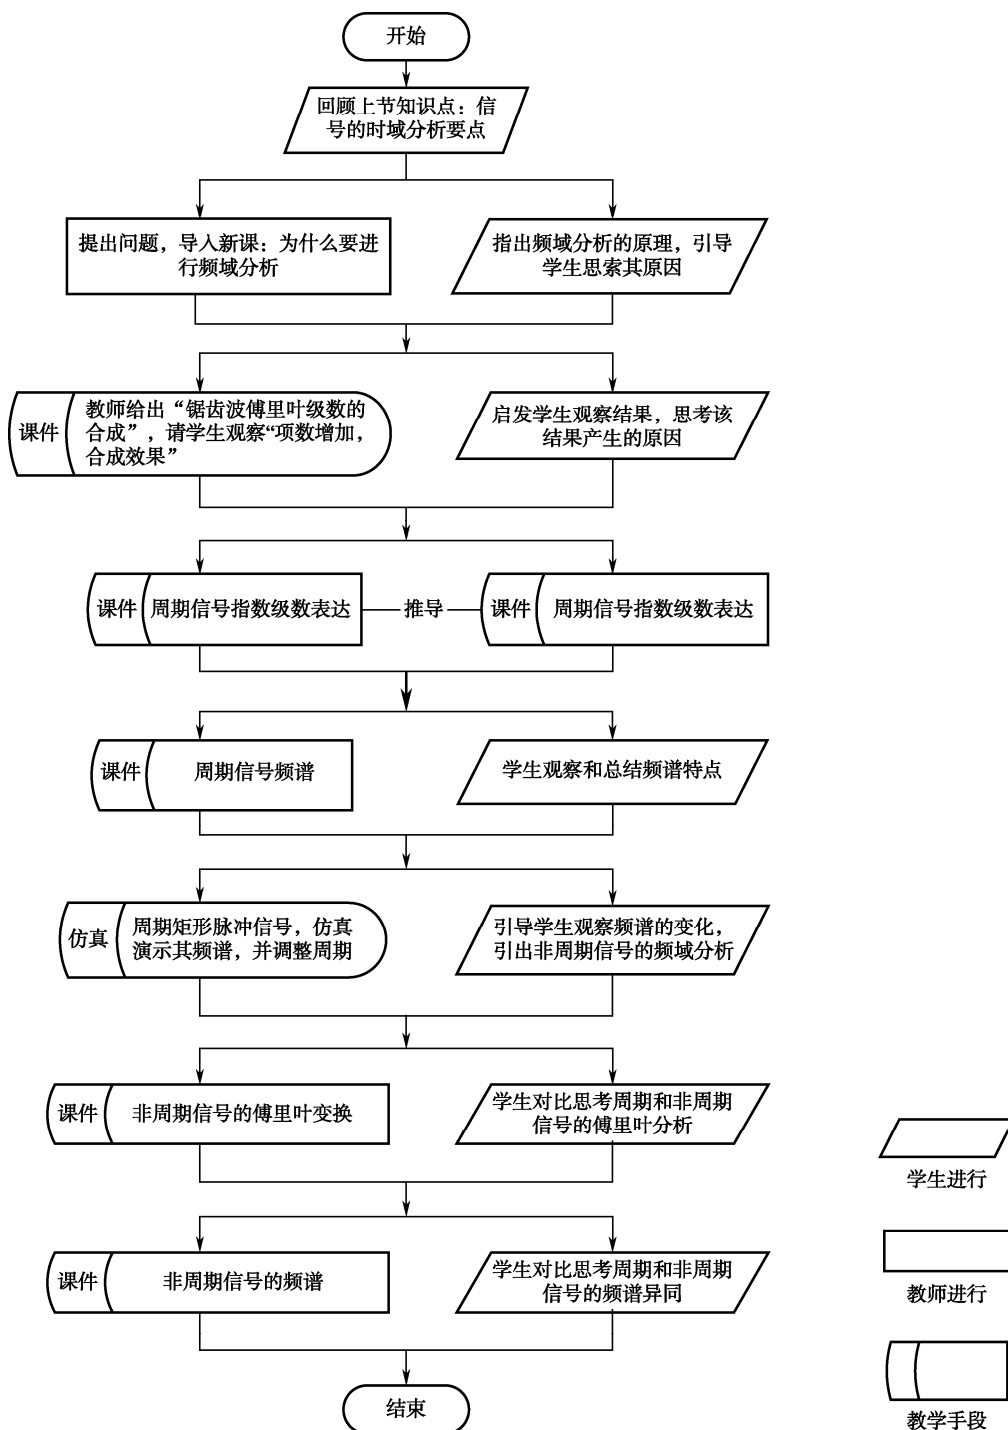 开始
回顾上节知识点：信
号的时域分析要点
提出问题，导入新课：为什么要进
行频域分析
指出频域分析的原理，引导
学生思索其原因
课件
教师给出“锯齿波傅里叶级数的
合成”，请学生观察“项数增加，
合成效果”
启发学生观察结果，思考该
结果产生的原因
课件
周期信号指数级数表达
推导
课件
周期信号指数级数表达
课件
周期信号频谱
学生观察和总结频谱特点
仿真
周期矩形脉冲信号，仿真
演示其频谱，并调整周期
引导学生观察频谱的变化，
引出非周期信号的频域分析
课件
非周期信号的傅里叶变换
学生对比思考周期和非周期
信号的傅里叶分析
课件
非周期信号的频谱
学生对比思考周期和非周期
信号的频谱异同
结束
学生进行
教师进行
教学手段